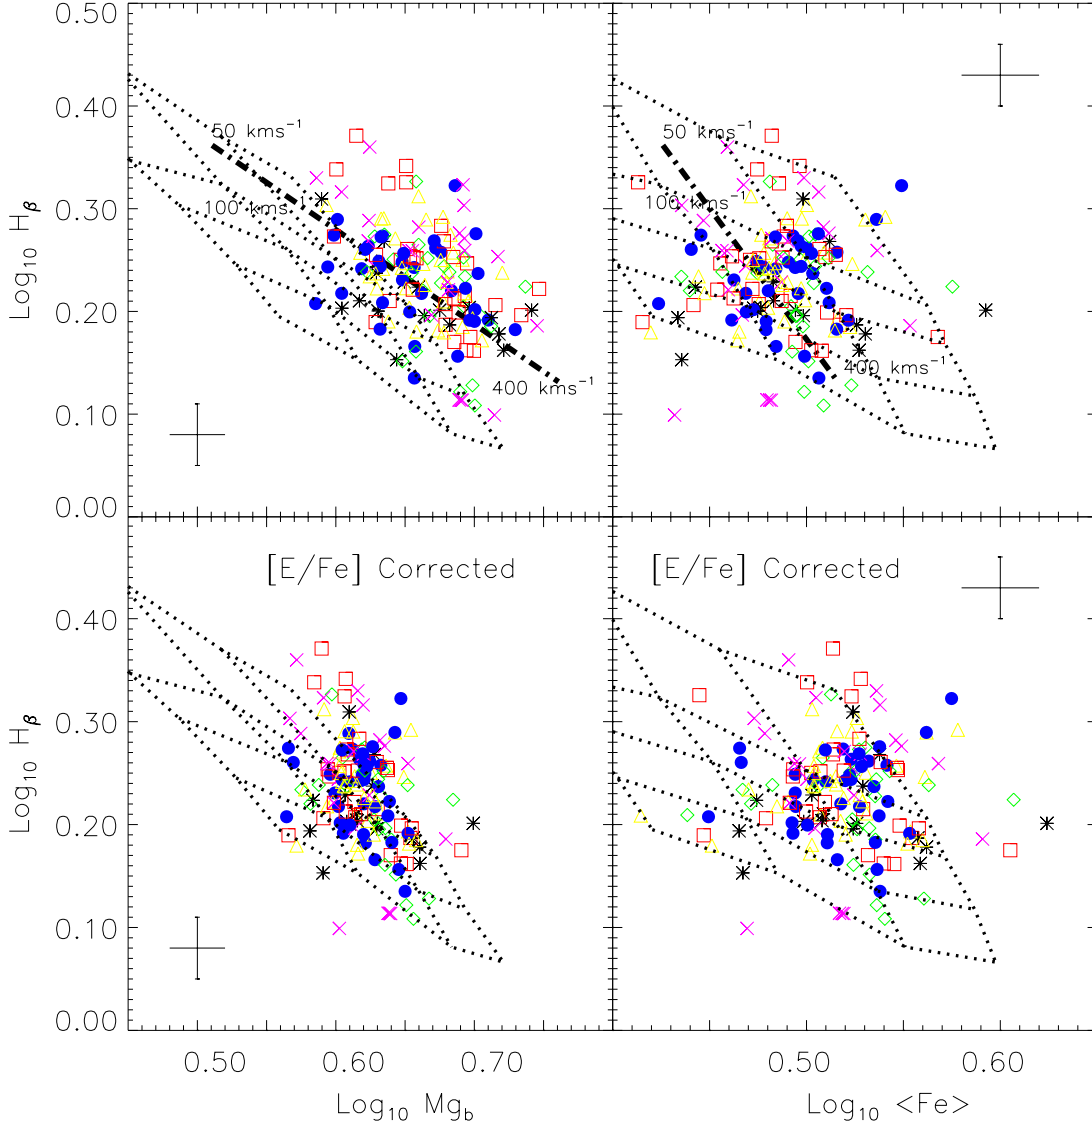 0.50
0.40
0.30
0.20
0.10
0.00
Log₁₀ Hβ
50 kms⁻¹
100 kms⁻¹
400 kms⁻¹
50 kms⁻¹
100 kms⁻¹
400 kms⁻¹
[E/Fe] Corrected
[E/Fe] Corrected
0.40
0.30
0.20
0.10
0.00
Log₁₀ Hβ
0.50 0.60 0.70
0.50 0.60
Log₁₀ Mg_b
Log₁₀ <Fe>